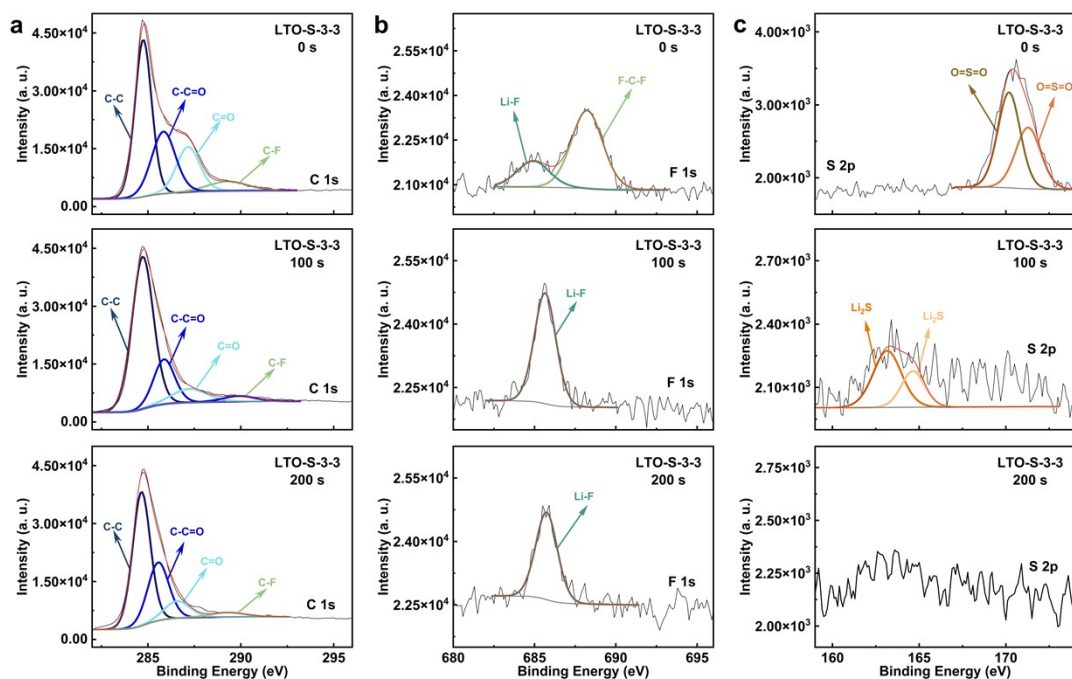 a
Intensity (a. u.)
4.50×10⁴
3.00×10⁴
1.50×10⁴
0.00
LTO-S-3-3
0 s
C-C
C-C=O
C=O
C-F
C 1s
Intensity (a. u.)
4.50×10⁴
3.00×10⁴
1.50×10⁴
0.00
LTO-S-3-3
100 s
C-C
C-C=O
C=O
C-F
C 1s
Intensity (a. u.)
4.50×10⁴
3.00×10⁴
1.50×10⁴
0.00
LTO-S-3-3
200 s
C-C
C-C=O
C=O
C-F
C 1s
285 290 295
Binding Energy (eV)
b
Intensity (a. u.)
2.55×10⁴
2.40×10⁴
2.25×10⁴
2.10×10⁴
LTO-S-3-3
0 s
Li-F
F-C-F
F 1s
Intensity (a. u.)
2.55×10⁴
2.40×10⁴
2.25×10⁴
LTO-S-3-3
100 s
Li-F
F 1s
Intensity (a. u.)
2.55×10⁴
2.40×10⁴
2.25×10⁴
LTO-S-3-3
200 s
Li-F
F 1s
680 685 690 695
Binding Energy (eV)
c
Intensity (a. u.)
4.00×10³
3.00×10³
2.00×10³
LTO-S-3-3
0 s
O=S=O
O=S=O
S 2p
Intensity (a. u.)
2.70×10³
2.40×10³
2.10×10³
LTO-S-3-3
100 s
Li₂S
Li₂S
S 2p
Intensity (a. u.)
2.75×10³
2.50×10³
2.25×10³
2.00×10³
LTO-S-3-3
200 s
S 2p
160 165 170
Binding Energy (eV)